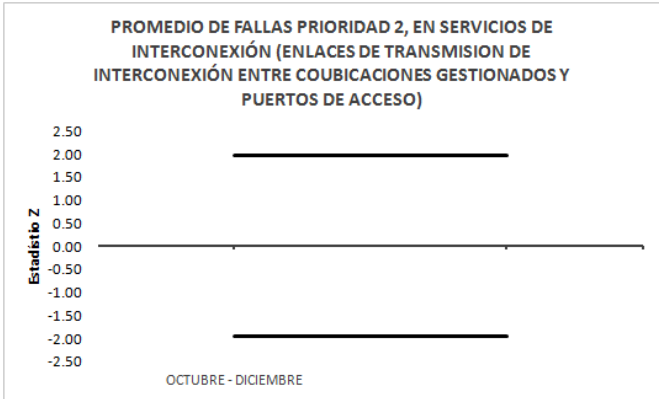 PROMEDIO DE FALLAS PRIORIDAD 2, EN SERVICIOS DE
INTERCONEXIÓN (ENLACES DE TRANSMISION DE
INTERCONEXIÓN ENTRE COUBICACIONES GESTIONADOS Y
PUERTOS DE ACCESO)
2.50
2.00
1.50
1.00
0.50
0.00
-0.50
-1.00
-1.50
-2.00
-2.50
Estadístio Z
OCTUBRE - DICIEMBRE